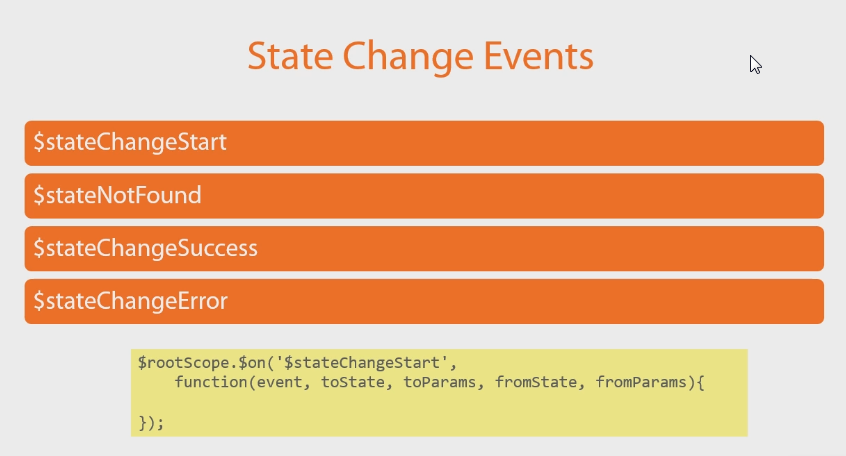 State Change Events
$stateChangeStart
$stateNotFound
$stateChangeSuccess
$stateChangeError
$rootScope.$on('$stateChangeStart',
    function(event, toState, toParams, fromState, fromParams){
});